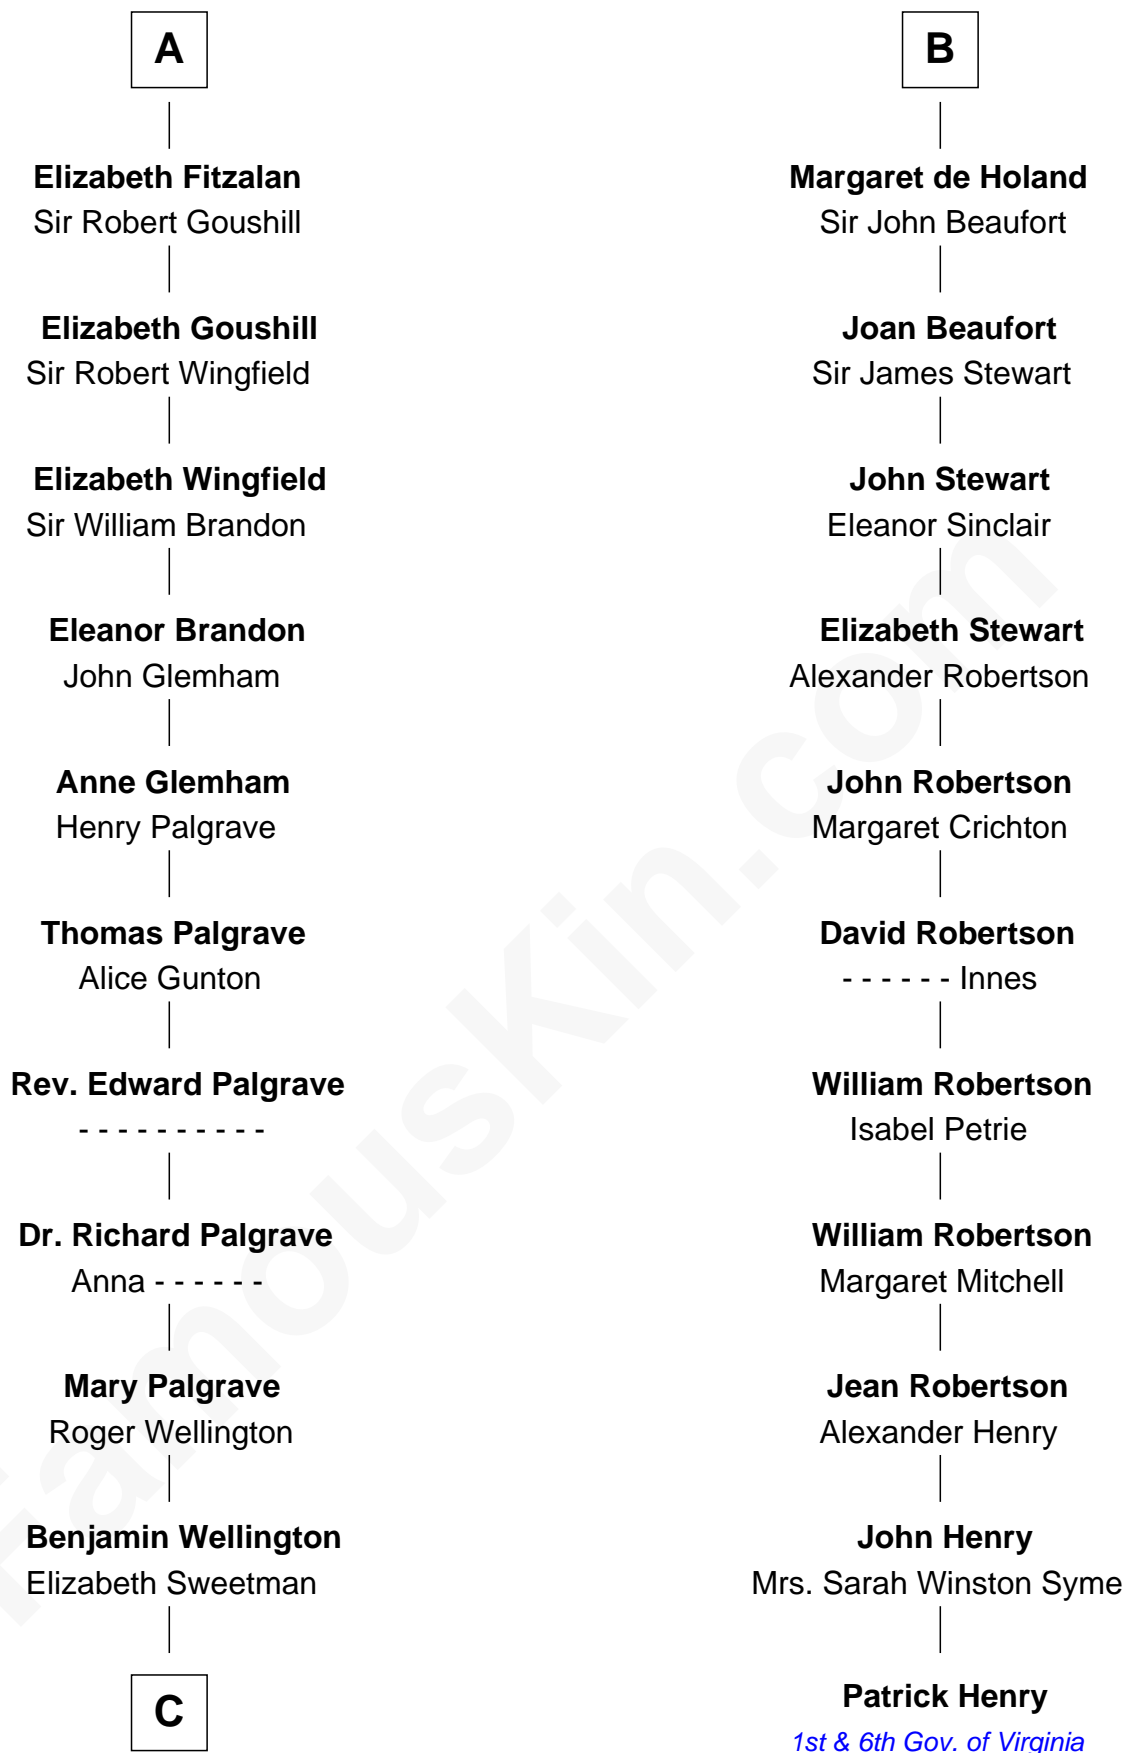 A
Elizabeth Fitzalan
Sir Robert Goushill
Elizabeth Goushill
Sir Robert Wingfield
Elizabeth Wingfield
Sir William Brandon
Eleanor Brandon
John Glemham
Anne Glemham
Henry Palgrave
Thomas Palgrave
Alice Gunton
Rev. Edward Palgrave
- - - - - - - - - -
Dr. Richard Palgrave
Anna - - - - - -
Mary Palgrave
Roger Wellington
Benjamin Wellington
Elizabeth Sweetman
C
B
Margaret de Holand
Sir John Beaufort
Joan Beaufort
Sir James Stewart
John Stewart
Eleanor Sinclair
Elizabeth Stewart
Alexander Robertson
John Robertson
Margaret Crichton
David Robertson
- - - - - - Innes
William Robertson
Isabel Petrie
William Robertson
Margaret Mitchell
Jean Robertson
Alexander Henry
John Henry
Mrs. Sarah Winston Syme
Patrick Henry
1st & 6th Gov. of Virginia
FamousKin.com